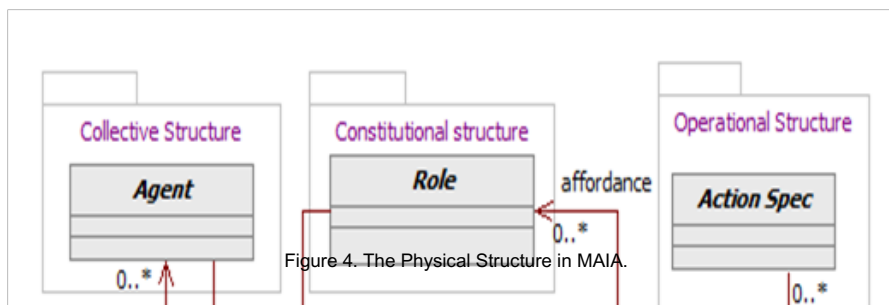 Collective Structure
Constitutional structure
Operational Structure
Agent
Role
affordance
Action Spec
0..*
Figure 4. The Physical Structure in MAIA.
0..*
0..*